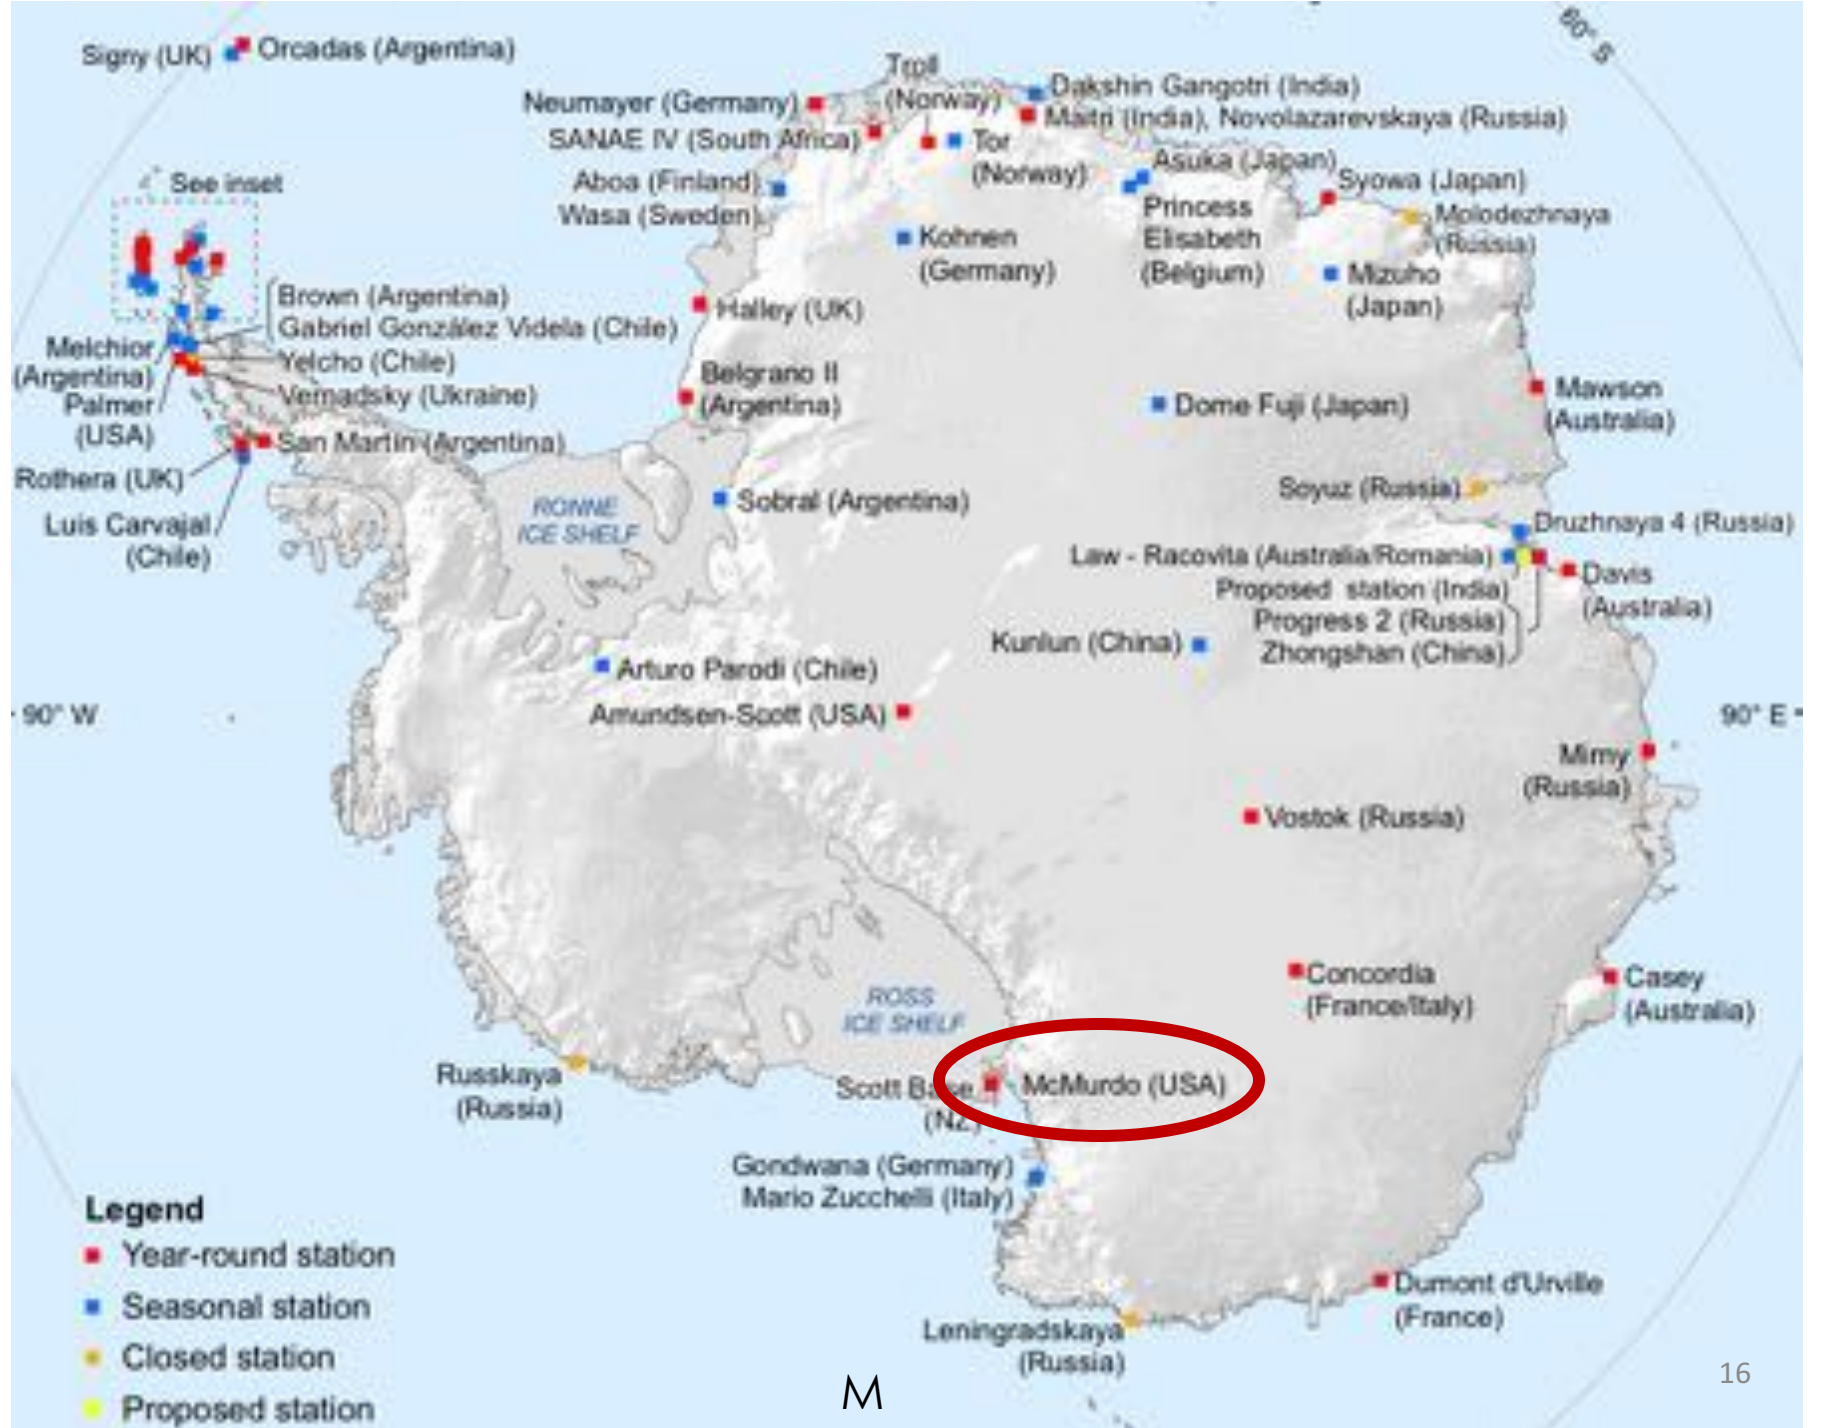 60° S
Signy (UK)
Orcadas (Argentina)
Troll
(Norway)
Neumayer (Germany)
SANAE IV (South Africa)
Dakshin Gangotri (India)
Maitri (India), Novolazarevskaya (Russia)
Tor
(Norway)
Asuka (Japan)
Syowa (Japan)
See inset
Aboa (Finland)
Wasa (Sweden)
Princess
Elisabeth
(Belgium)
Molodezhnaya
(Russia)
Kohnen
(Germany)
Mizuho
(Japan)
Brown (Argentina)
Gabriel González Videla (Chile)
Halley (UK)
Melchior
(Argentina)
Yelcho (Chile)
Vernadsky (Ukraine)
Palmer
(USA)
Belgrano II
(Argentina)
Dome Fuji (Japan)
Mawson
(Australia)
San Martín (Argentina)
Rothera (UK)
Luis Carvajal
(Chile)
RONNE
ICE SHELF
Sobral (Argentina)
Soyuz (Russia)
Druzhnaya 4 (Russia)
Law - Racovita (Australia/Romania)
Davis
(Australia)
Proposed station (India)
Progress 2 (Russia)
Zhongshan (China)
Kunlun (China)
Arturo Parodi (Chile)
Amundsen-Scott (USA)
90° W
90° E
Mirny
(Russia)
Vostok (Russia)
Concordia
(France/Italy)
Casey
(Australia)
ROSS
ICE SHELF
Russkaya
(Russia)
Scott Base
(NZ)
McMurdo (USA)
Gondwana (Germany)
Mario Zucchelli (Italy)
Dumont d'Urville
(France)
Leningradskaya
(Russia)
Legend
Year-round station
Seasonal station
Closed station
Proposed station
M
16